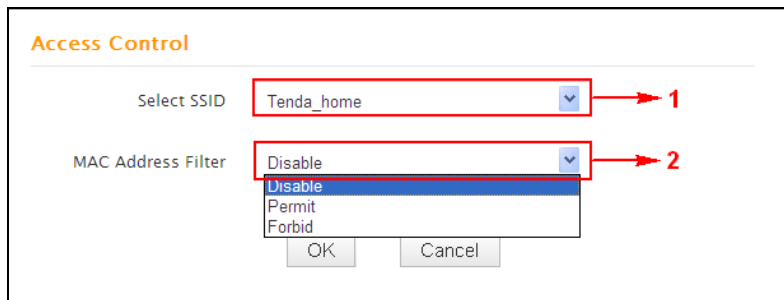 Access Control
Select SSID Tenda_home 1
MAC Address Filter Disable 2
Disable
Permit
Forbid
OK Cancel